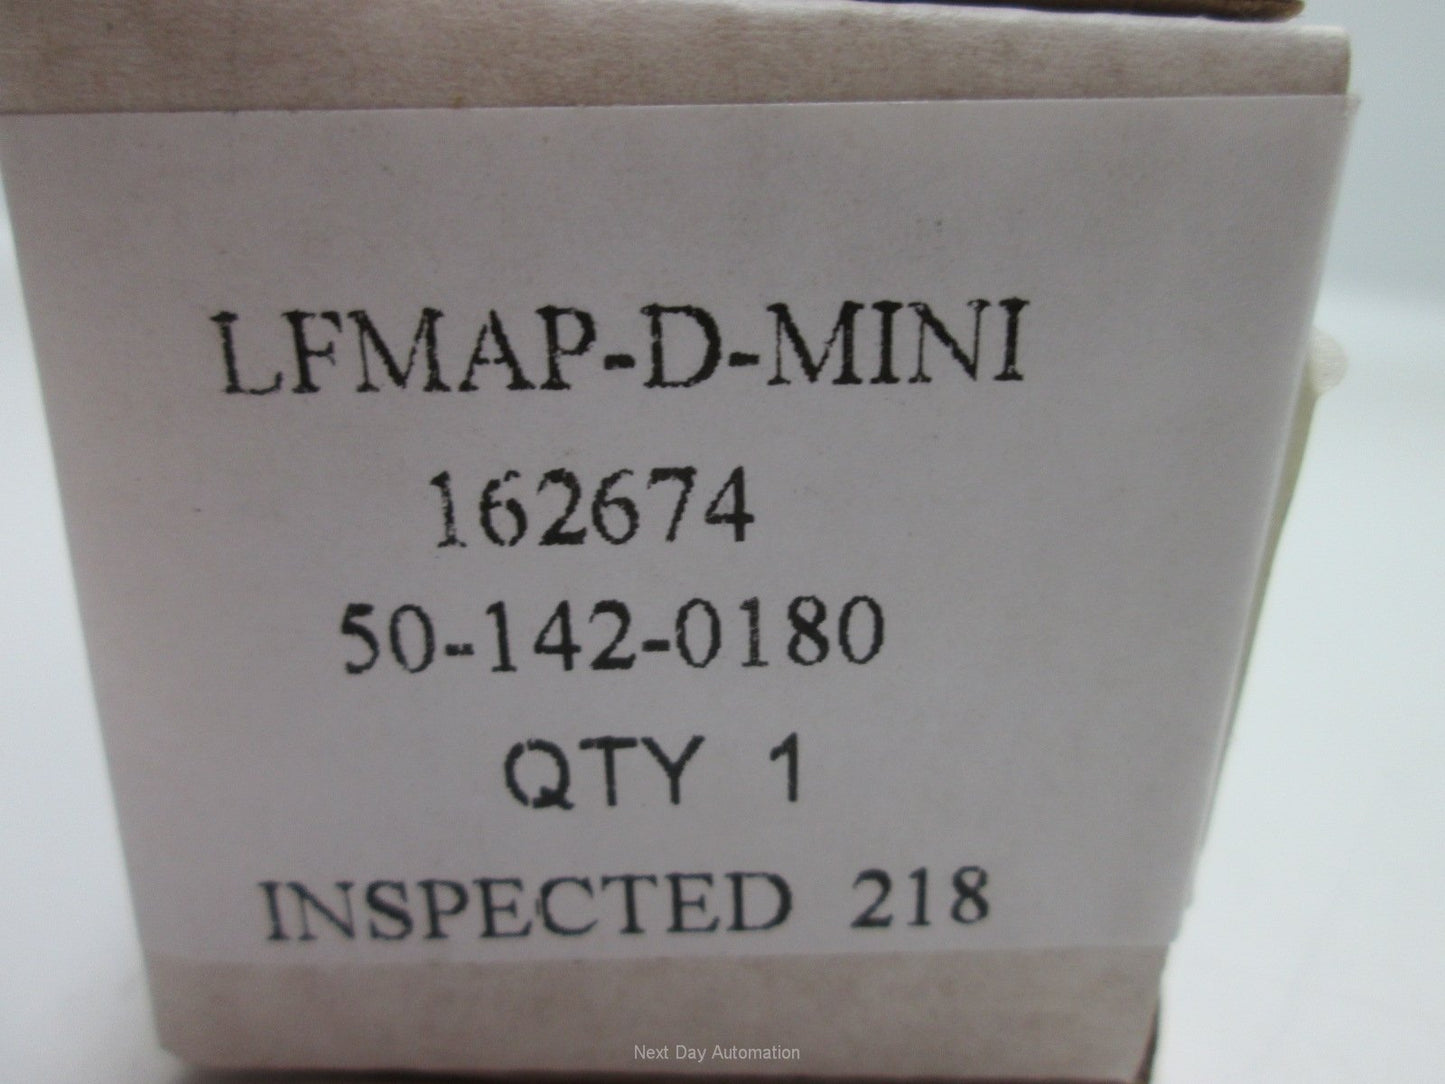 LFMAP-D-MINI
162674
50-142-0180
QTY 1
INSPECTED 218
Next Day Automation